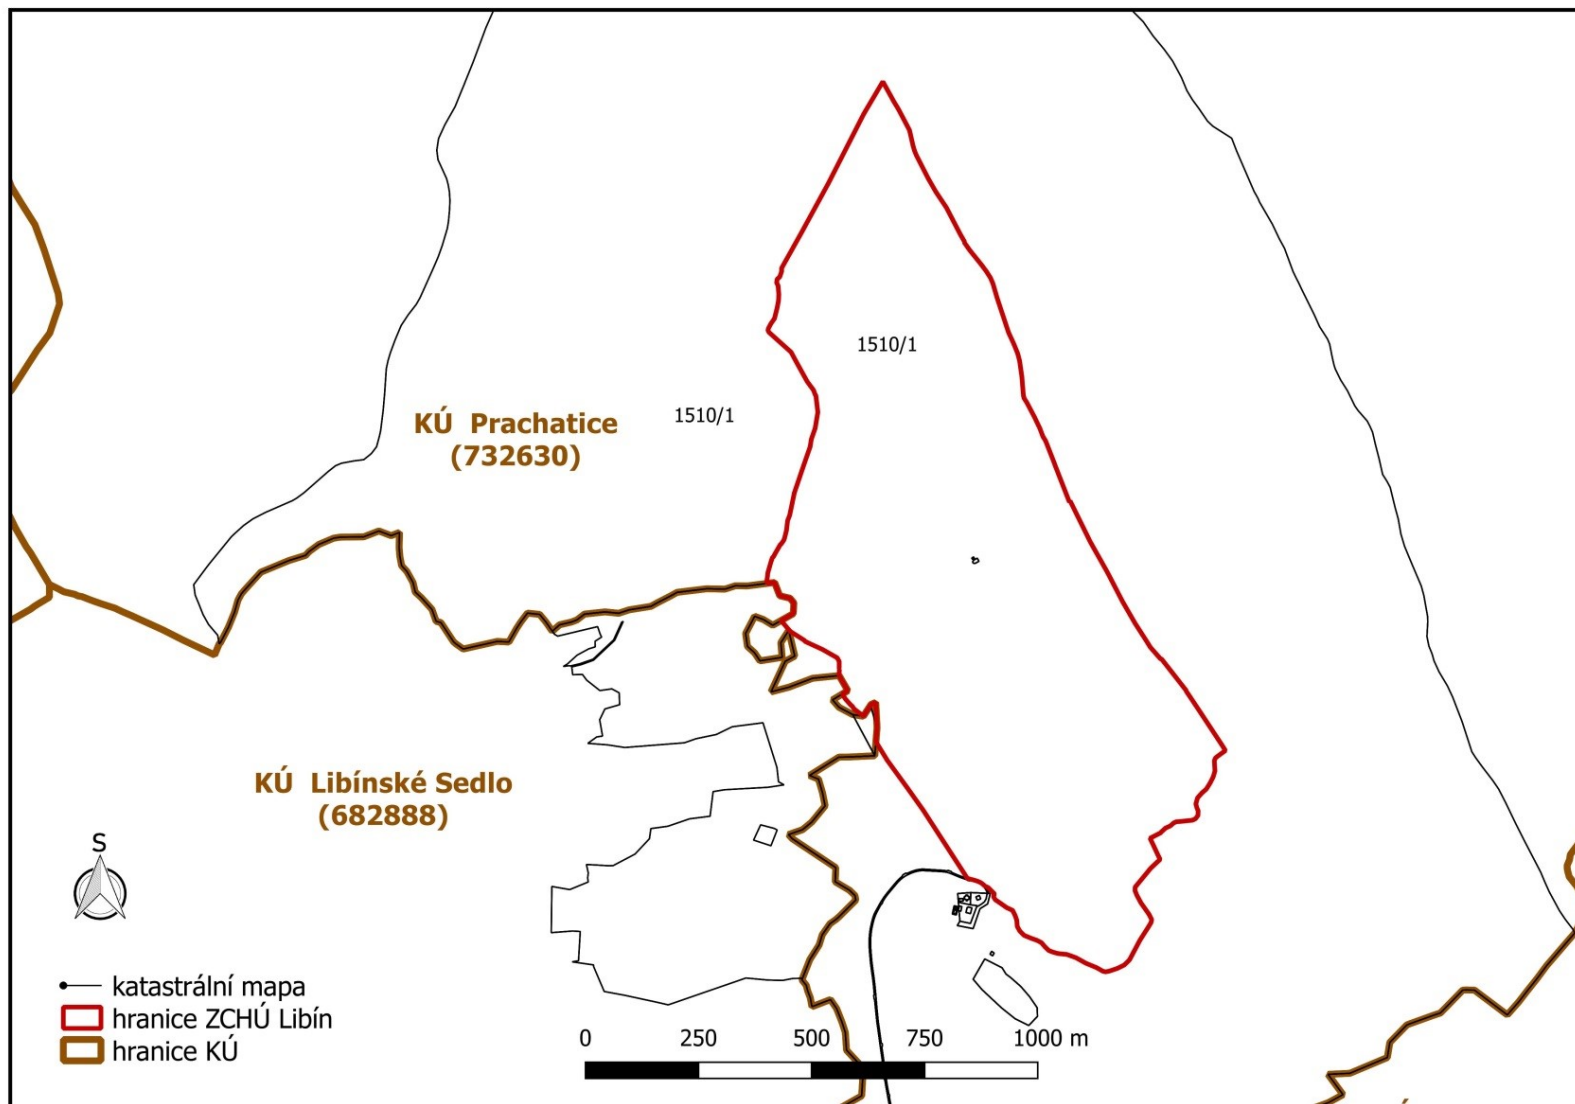 1510/1
KÚ Prachatice
(732630)
1510/1
KÚ Libínské Sedlo
(682888)
S
katastrální mapa
hranice ZCHÚ Libín
hranice KÚ
0 250 500 750 1000 m